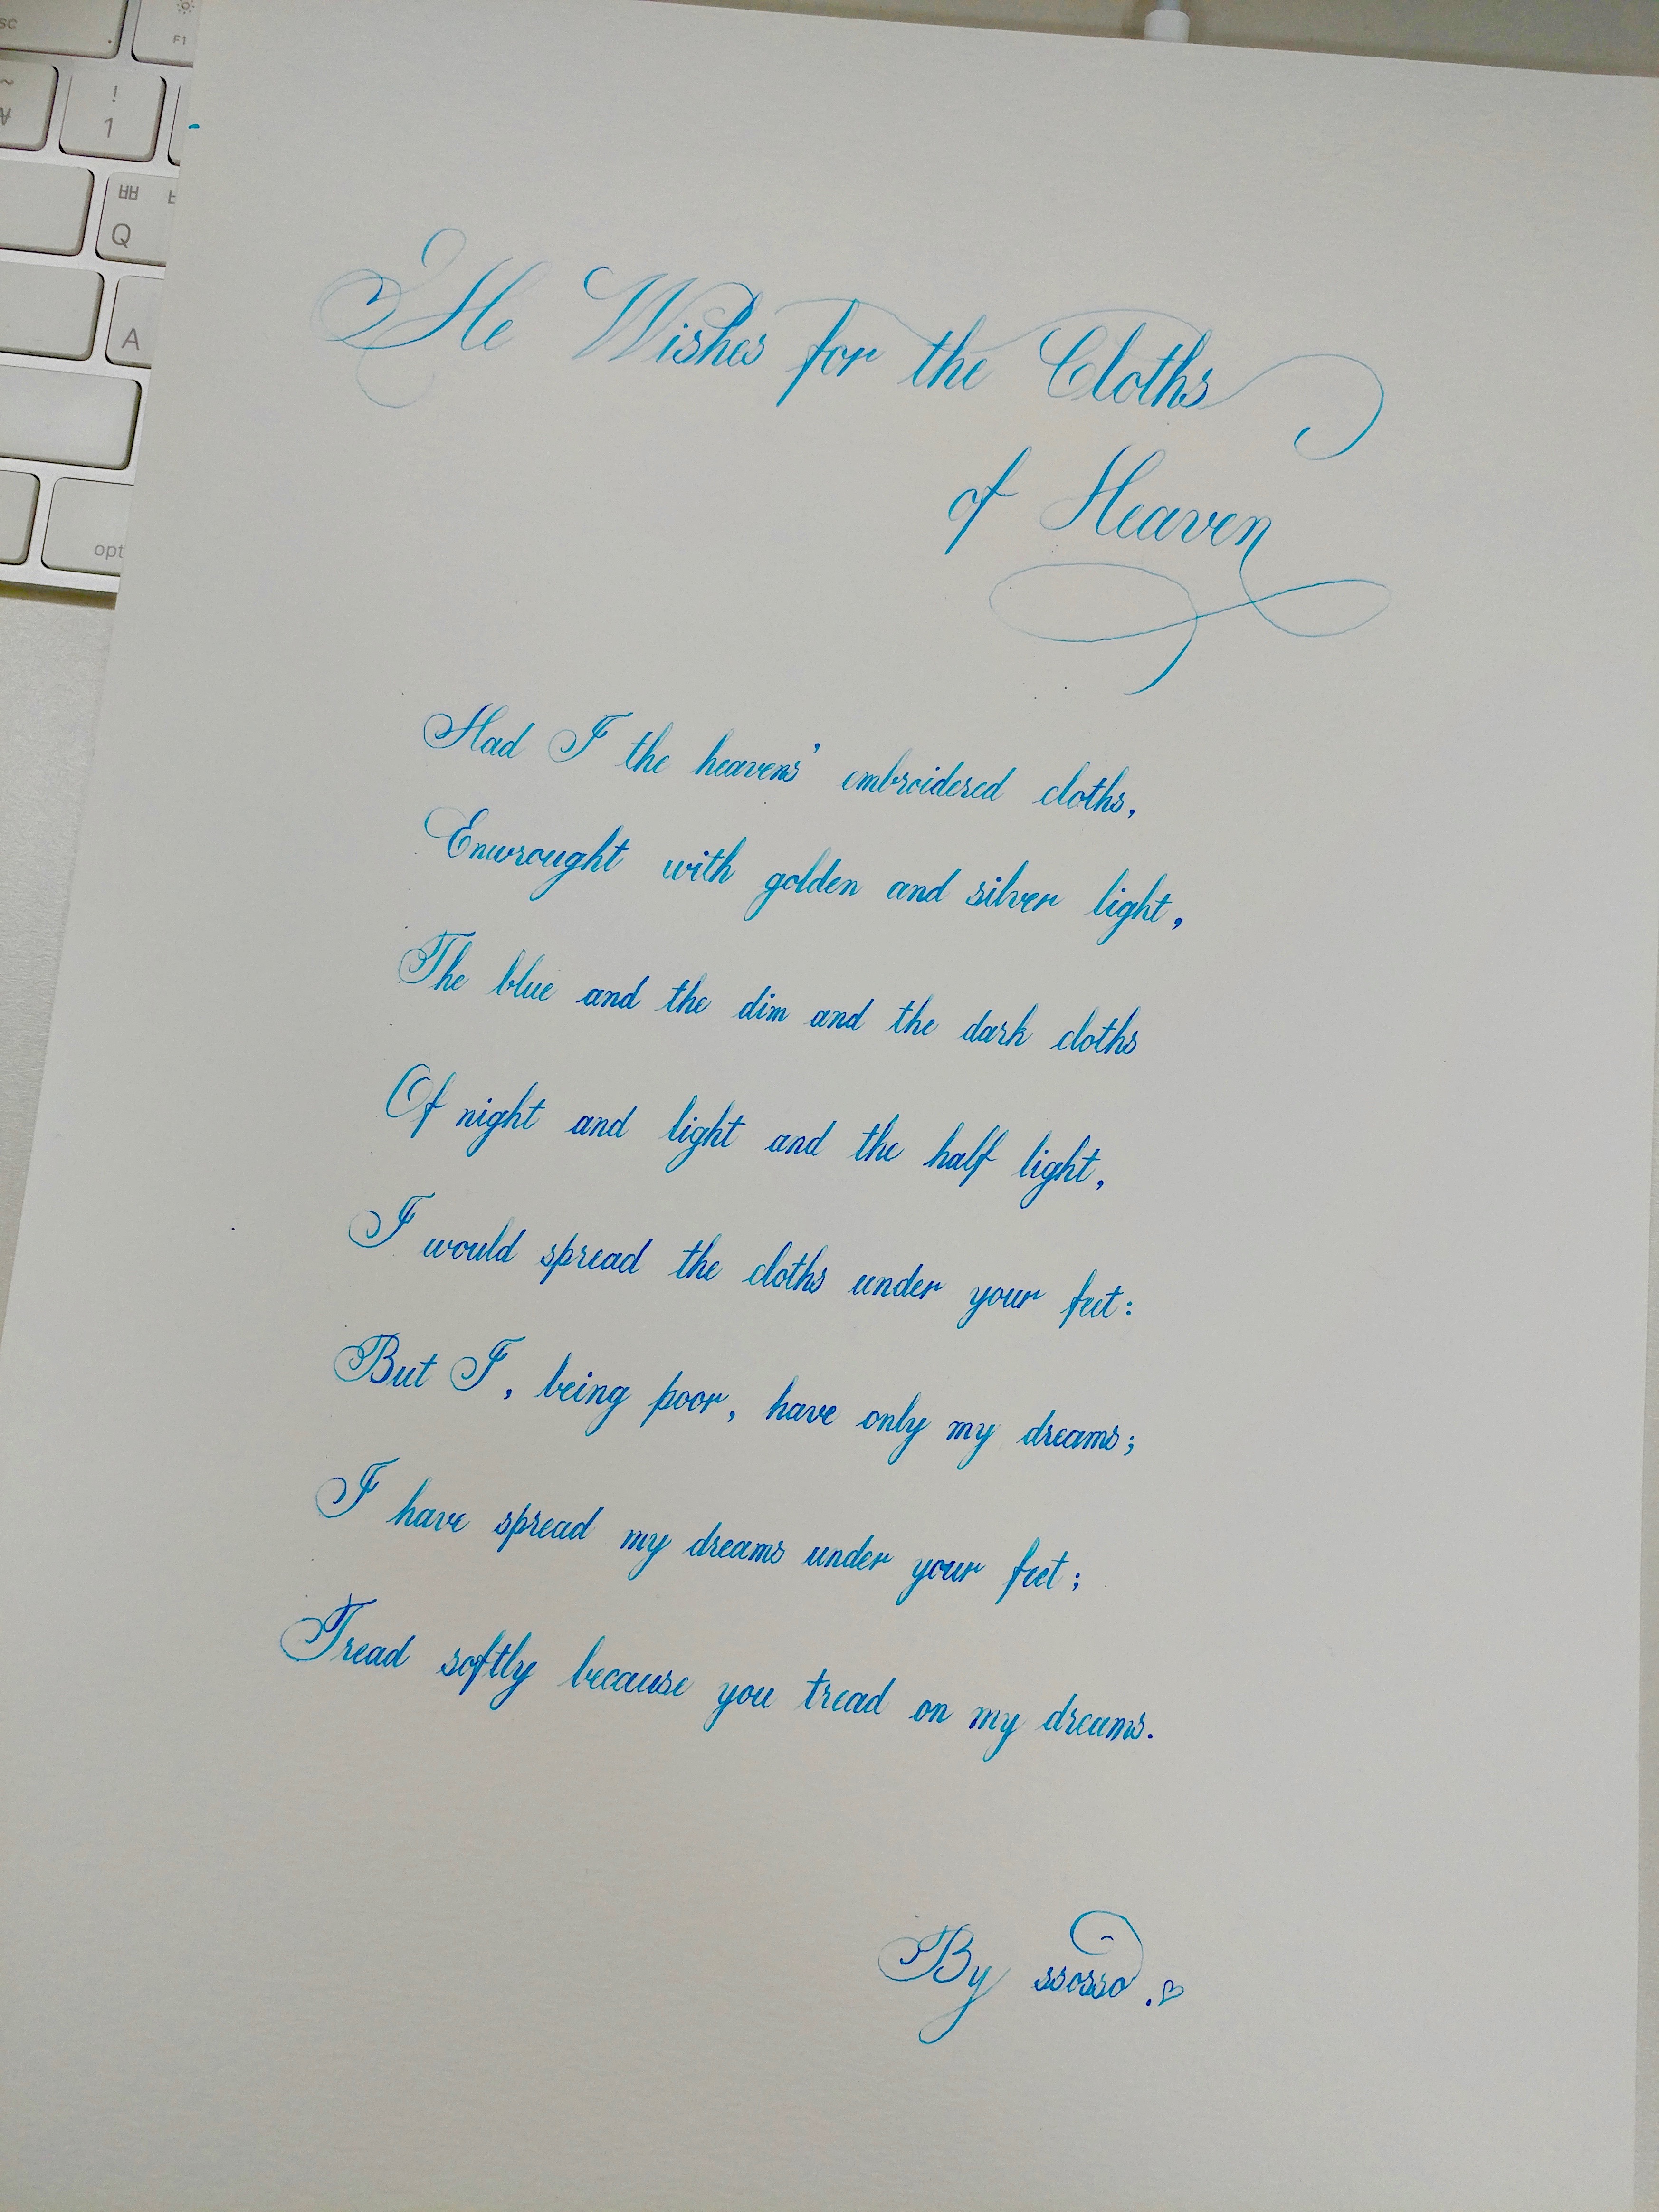 sc
F1
~
₩
!
1
ㅃ
Q
A
opt
He Wishes for the Cloths
of Heaven
Had I the heavens' embroidered cloths,
Enwrought with golden and silver light,
The blue and the dim and the dark cloths
Of night and light and the half light,
I would spread the cloths under your feet:
But I, being poor, have only my dreams;
I have spread my dreams under your feet;
Tread softly because you tread on my dreams.
By ssosso.♡